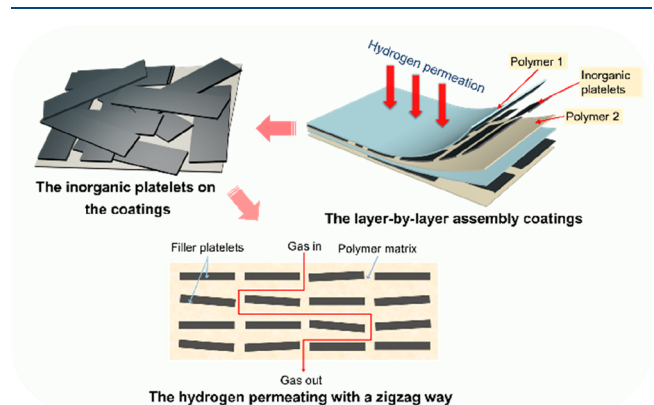 Hydrogen permeation
Polymer 1
Inorganic
platelets
Polymer 2
The inorganic platelets on
the coatings
The layer-by-layer assembly coatings
Filler platelets
Gas in
Polymer matrix
Gas out
The hydrogen permeating with a zigzag way